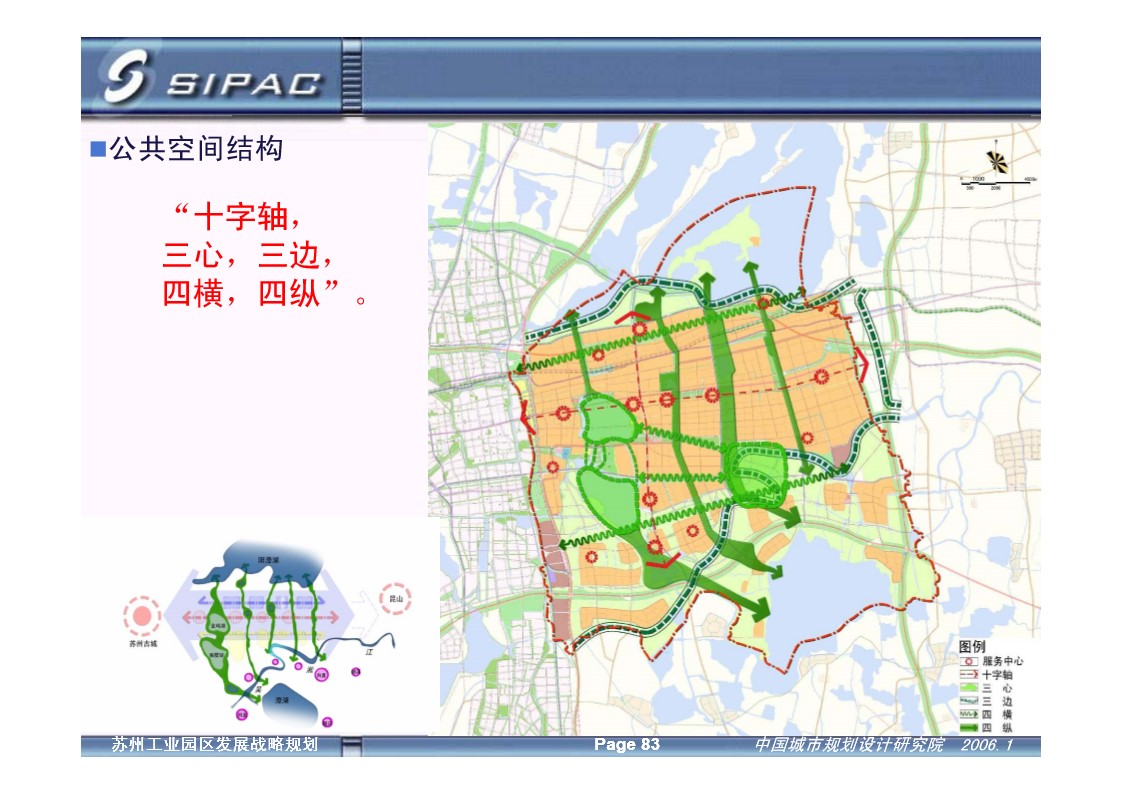 SIPAC
■公共空间结构
“十字轴，
三心，三边，
四横，四纵”。
阳澄湖
昆山
苏州古城
金鸡湖
江
淞
吴
澄湖
图例
服务中心
十字轴
三 心
三 边
四 横
四 纵
苏州工业园区发展战略规划
Page 83
中国城市规划设计研究院 2006.1